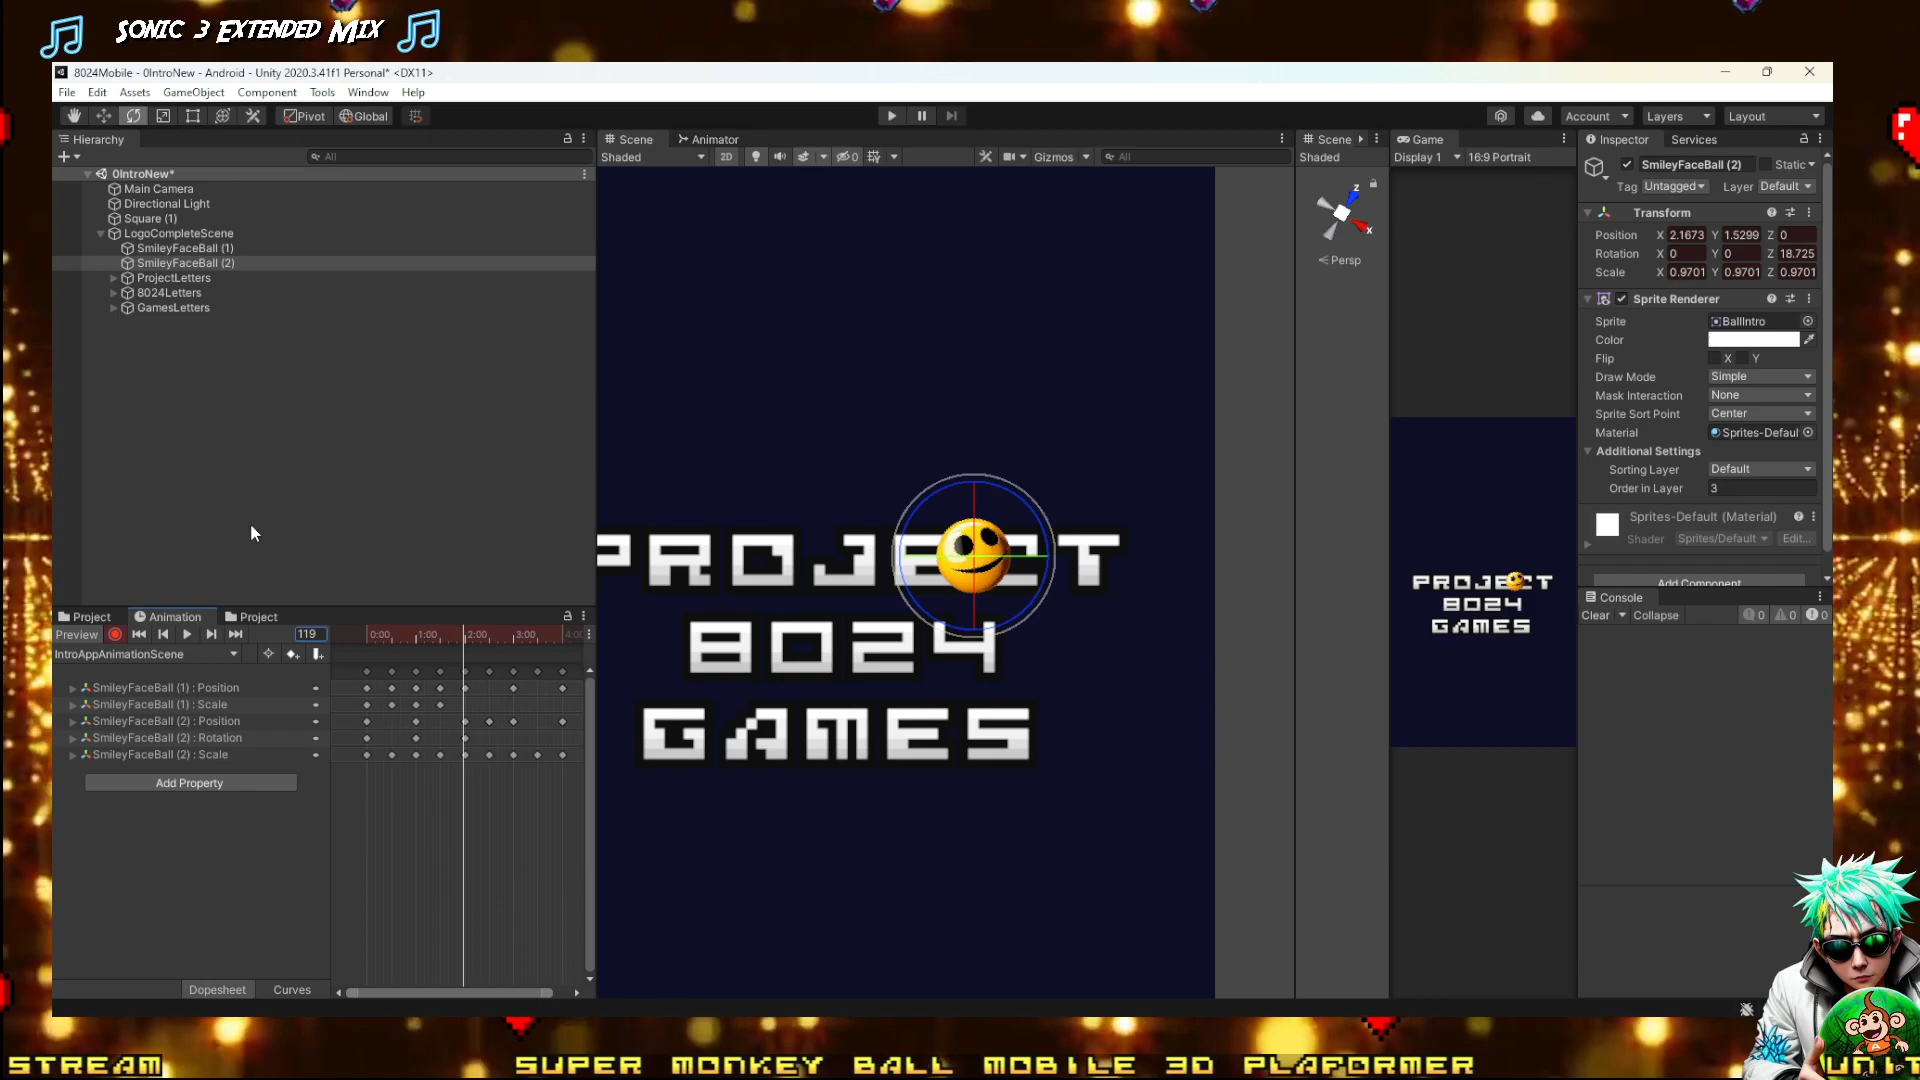 Sonic 3 Extended Mix
8024Mobile - 0IntroNew - Android - Unity 2020.3.41f1 Personal* <DX11>
File Edit Assets GameObject Component Tools Window Help
Pivot Global Account Layers Layout
Hierarchy
All
0IntroNew*
Main Camera
Directional Light
Square (1)
LogoCompleteScene
SmileyFaceBall (1)
SmileyFaceBall (2)
ProjectLetters
8024Letters
GamesLetters
Scene Animator
Shaded 2D 0 Gizmos All
PROJECT
8024
GAMES
Scene
Shaded
z
x
Persp
Game
Display 1 16:9 Portrait
PROJECT
8024
GAMES
Inspector Services
SmileyFaceBall (2) Static
Tag Untagged Layer Default
Transform
Position X 2.1673 Y 1.5299 Z 0
Rotation X 0 Y 0 Z 18.725
Scale X 0.9701 Y 0.9701 Z 0.9701
Sprite Renderer
Sprite BallIntro
Color
Flip X Y
Draw Mode Simple
Mask Interaction None
Sprite Sort Point Center
Material Sprites-Defaul
Additional Settings
Sorting Layer Default
Order in Layer 3
Sprites-Default (Material)
Shader Sprites/Default Edit...
Add Component
Console
Clear Collapse 0 0 0
Project Animation Project
Preview 119 0:00 1:00 2:00 3:00 4:00
IntroAppAnimationScene
SmileyFaceBall (1) : Position
SmileyFaceBall (1) : Scale
SmileyFaceBall (2) : Position
SmileyFaceBall (2) : Rotation
SmileyFaceBall (2) : Scale
Add Property
Dopesheet Curves
STREAM SUPER MONKEY BALL MOBILE 3D PLAFORMER UNIT